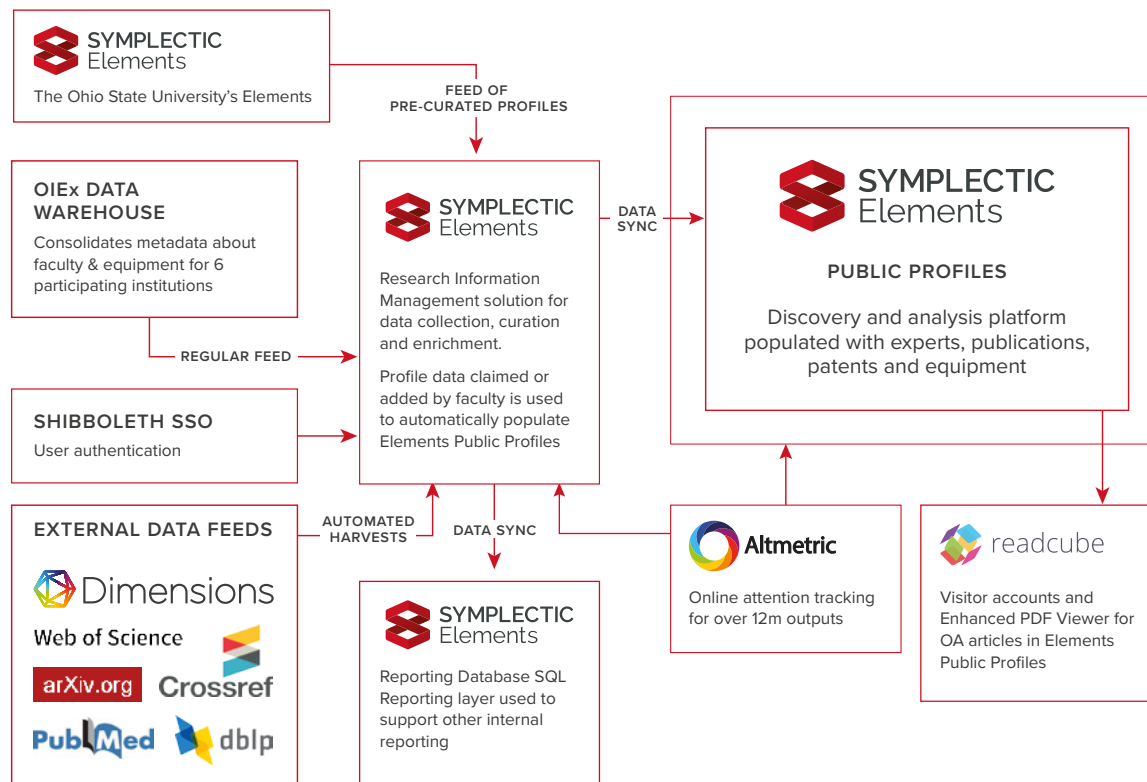 SYMPLECTIC
Elements
The Ohio State University's Elements
FEED OF
PRE-CURATED PROFILES
OIEx DATA
WAREHOUSE
Consolidates metadata about
faculty & equipment for 6
participating institutions
REGULAR FEED
SHIBBOLETH SSO
User authentication
EXTERNAL DATA FEEDS
Dimensions
Web of Science
arXiv.org
Crossref
PubMed
dblp
AUTOMATED
HARVESTS
SYMPLECTIC
Elements
Research Information
Management solution for
data collection, curation
and enrichment.
Profile data claimed or
added by faculty is used
to automatically populate
Elements Public Profiles
DATA SYNC
SYMPLECTIC
Elements
Reporting Database SQL
Reporting layer used to
support other internal
reporting
DATA
SYNC
SYMPLECTIC
Elements
PUBLIC PROFILES
Discovery and analysis platform
populated with experts, publications,
patents and equipment
Altmetric
Online attention tracking
for over 12m outputs
readcube
Visitor accounts and
Enhanced PDF Viewer for
OA articles in Elements
Public Profiles